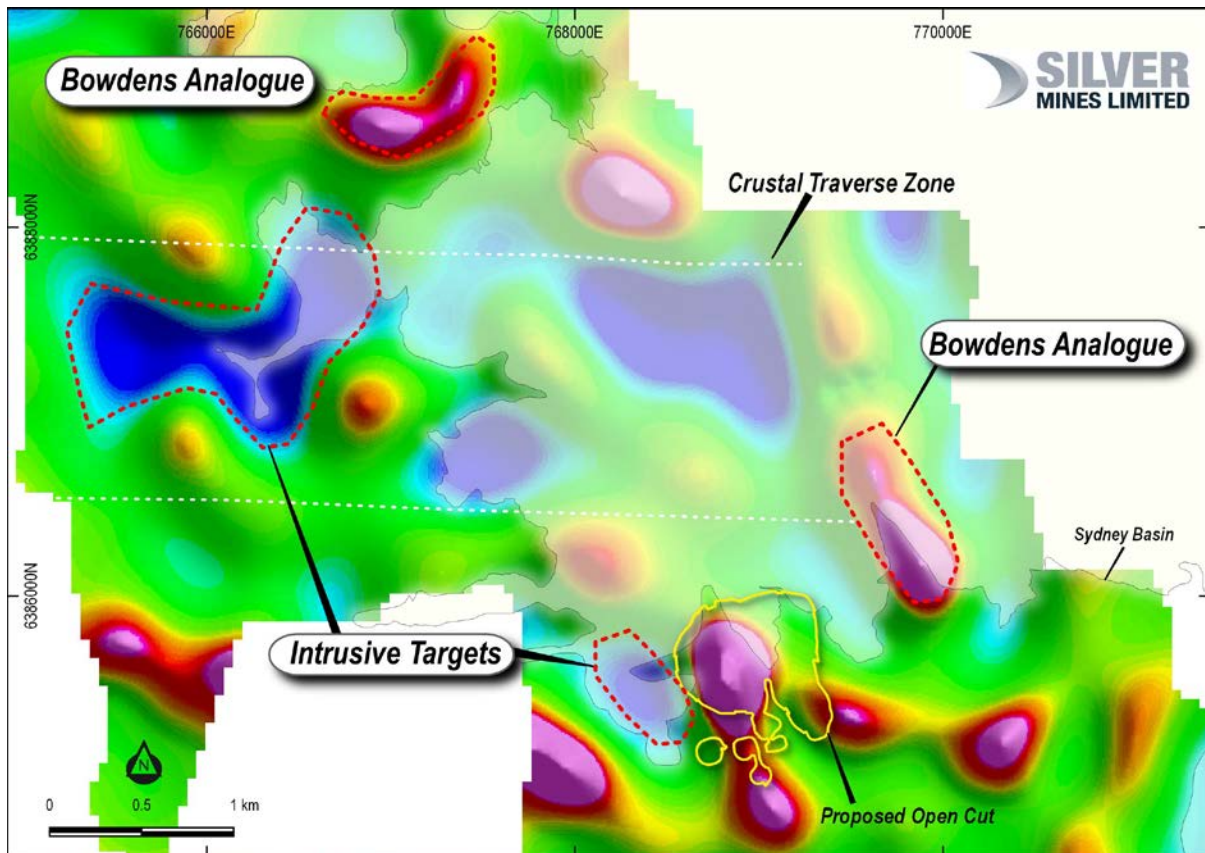 766000E
768000E
770000E
Bowdens Analogue
SILVER
MINES LIMITED
Crustal Traverse Zone
6388000N
Bowdens Analogue
Sydney Basin
6386000N
Intrusive Targets
N
0 0.5 1 km
Proposed Open Cut